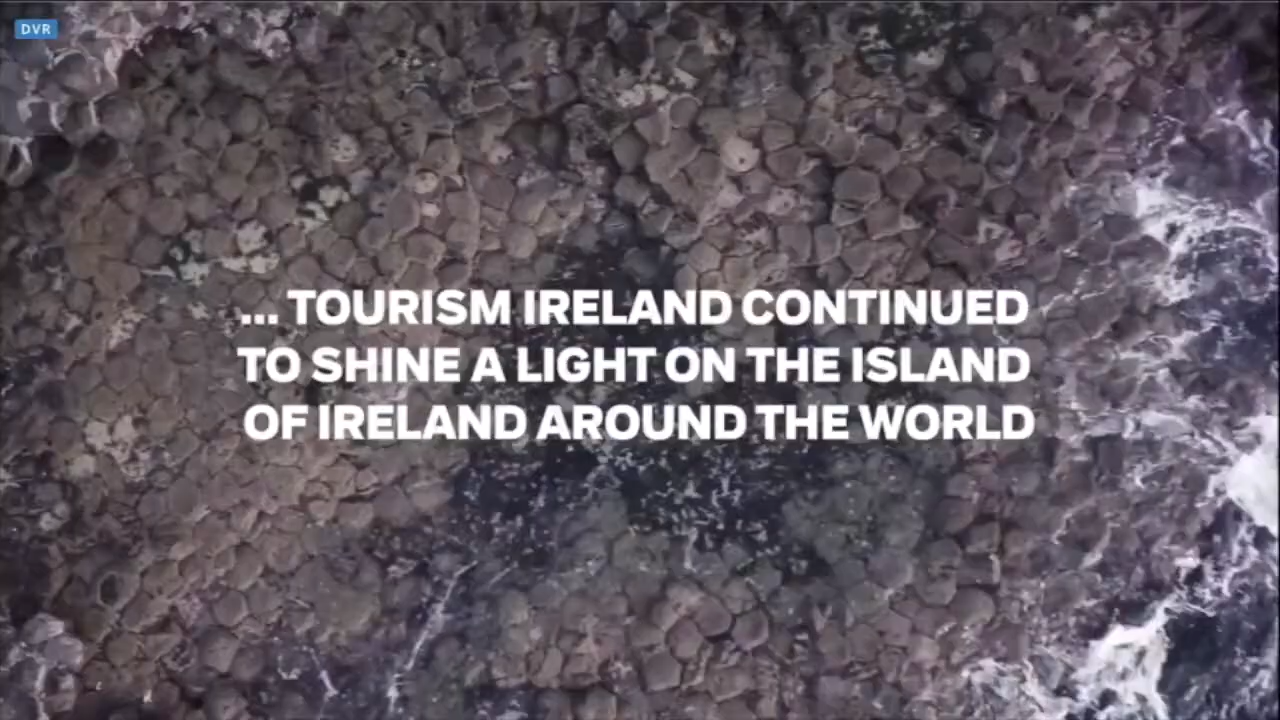 DVR
... TOURISM IRELAND CONTINUED
TO SHINE A LIGHT ON THE ISLAND
OF IRELAND AROUND THE WORLD